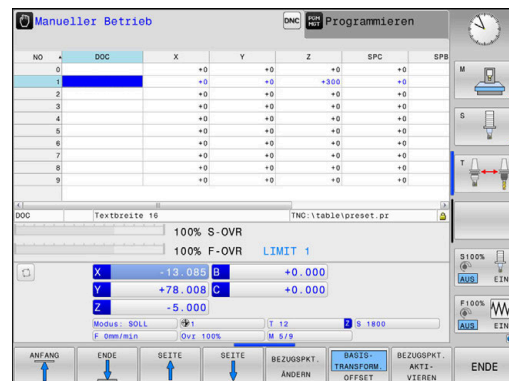 Manueller Betrieb DNC PGM MGT Programmieren
NO DOC X Y Z SPC SPB
0 +0 +0 +0 +0
1 +0 +0 +300 +0
2 +0 +0 +0 +0
3 +0 +0 +0 +0
4 +0 +0 +0 +0
5 +0 +0 +0 +0
6 +0 +0 +0 +0
7 +0 +0 +0 +0
8 +0 +0 +0 +0
9 +0 +0 +0 +0
DOC Textbreite 16 TNC:\table\preset.pr
100% S-OVR
100% F-OVR LIMIT 1
X -13.085 B +0.000
Y +78.008 C +0.000
Z -5.000
Modus: SOLL 1 T 12 Z S 1800
F 0mm/min Ovr 100% M 5/9
M
S
T
S100%
AUS EIN
F100%
AUS EIN
ANFANG
ENDE
SEITE
SEITE
BEZUGSPKT.
ÄNDERN
BASIS-
TRANSFORM.
OFFSET
BEZUGSPKT.
AKTI-
VIEREN
ENDE